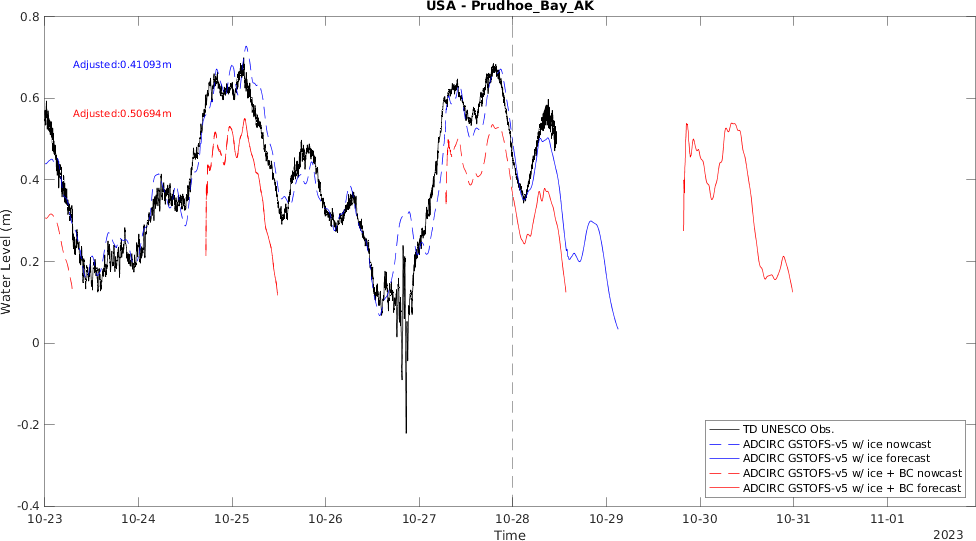 USA - Prudhoe_Bay_AK
0.8
0.6
0.4
0.2
0
-0.2
-0.4
Water Level (m)
Adjusted:0.41093m
Adjusted:0.50694m
TD UNESCO Obs.
ADCIRC GSTOFS-v5 w/ ice nowcast
ADCIRC GSTOFS-v5 w/ ice forecast
ADCIRC GSTOFS-v5 w/ ice + BC nowcast
ADCIRC GSTOFS-v5 w/ ice + BC forecast
10-23 10-24 10-25 10-26 10-27 10-28 10-29 10-30 10-31 11-01
Time
2023